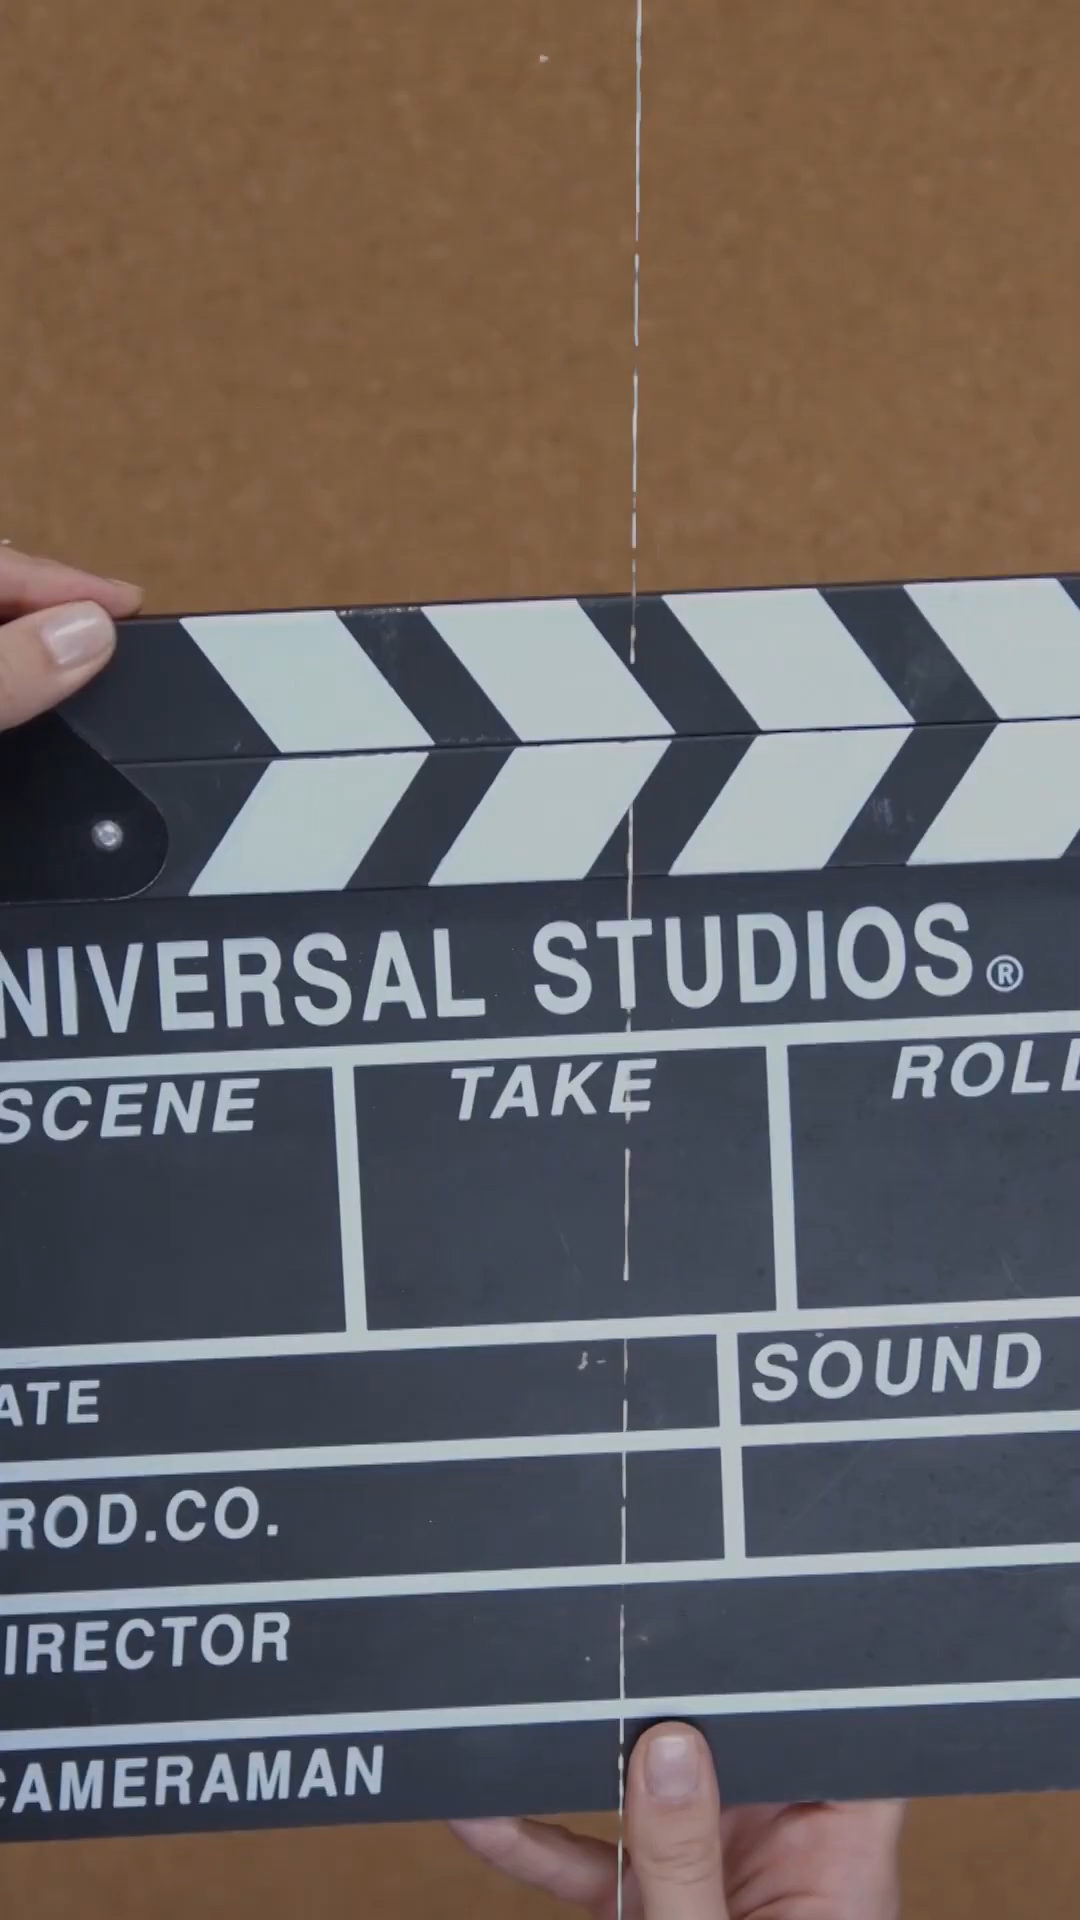 NIVERSAL STUDIOS®
SCENE TAKE ROLL
ATE SOUND
ROD.CO.
IRECTOR
CAMERAMAN